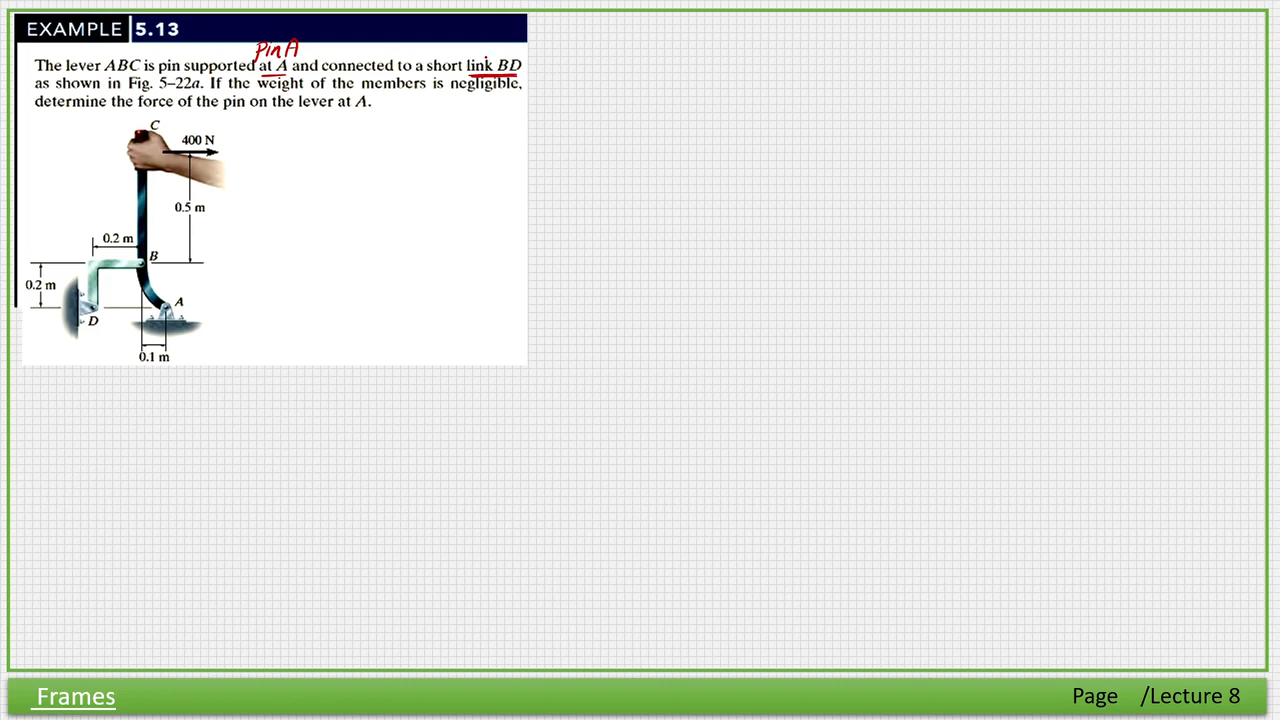 EXAMPLE 5.13
pin A
The lever ABC is pin supported at A and connected to a short link BD
as shown in Fig. 5–22a. If the weight of the members is negligible,
determine the force of the pin on the lever at A.
C
400 N
0.5 m
0.2 m
B
0.2 m
A
D
0.1 m
Frames
Page /Lecture 8